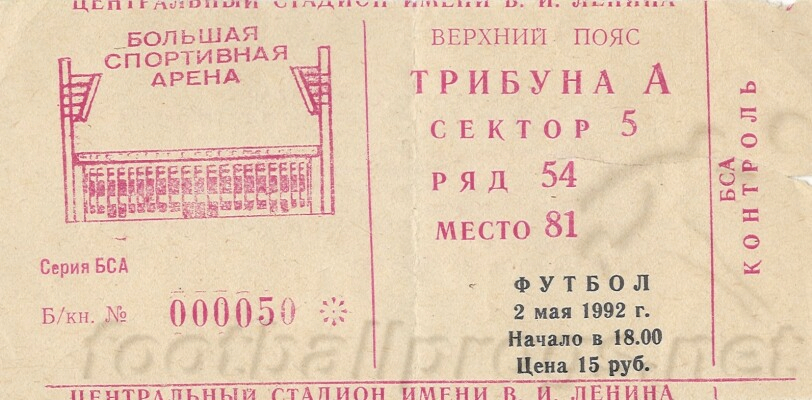 ЦЕНТРАЛЬНЫЙ СТАДИОН ИМЕНИ В. И. ЛЕНИНА
БОЛЬШАЯ
СПОРТИВНАЯ
АРЕНА
Серия БСА
Б/кн. № 000050
ВЕРХНИЙ ПОЯС
ТРИБУНА А
СЕКТОР 5
РЯД 54
МЕСТО 81
ФУТБОЛ
2 мая 1992 г.
Начало в 18.00
Цена 15 руб.
БСА
КОНТРОЛЬ
ЦЕНТРАЛЬНЫЙ СТАДИОН ИМЕНИ В. И. ЛЕНИНА